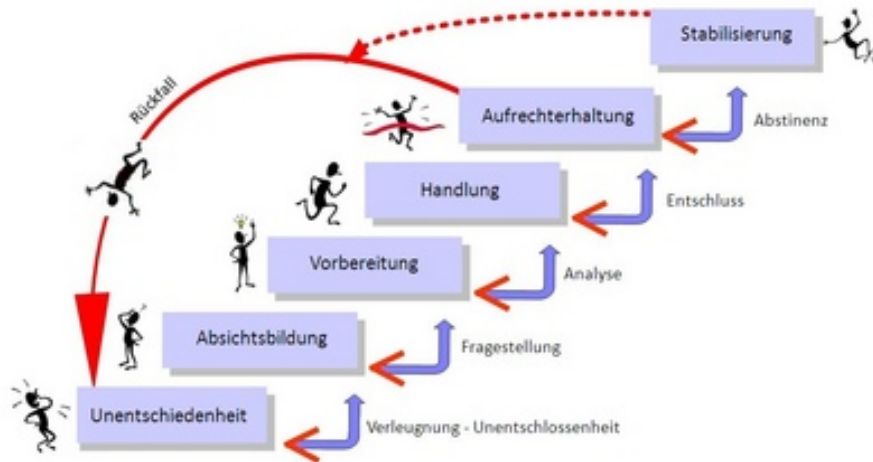 Stabilisierung
Rückfall
Aufrechterhaltung
Abstinenz
Handlung
Entschluss
Vorbereitung
Analyse
Absichtsbildung
Fragestellung
Unentschiedenheit
Verleugnung - Unentschlossenheit